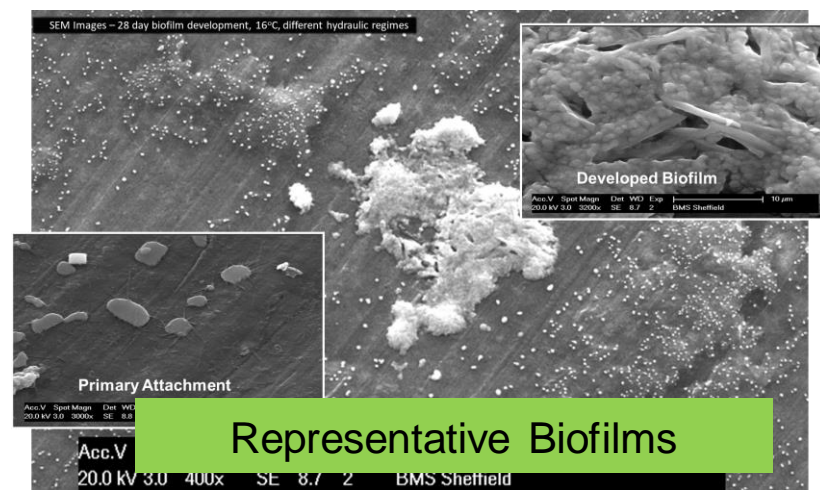 SEM Images – 28 day biofilm development, 16°C, different hydraulic regimes
Developed Biofilm
Acc.V Spot Magn Det WD Exp 10 µm
20.0 kV 3.0 3200x SE 8.7 2 BMS Sheffield
Primary Attachment
Acc.V Spot Magn Det WD
20.0 kV 3.0 3000x SE 8.8
Representative Biofilms
Acc.V
20.0 kV 3.0 400x SE 8.7 2 BMS Sheffield